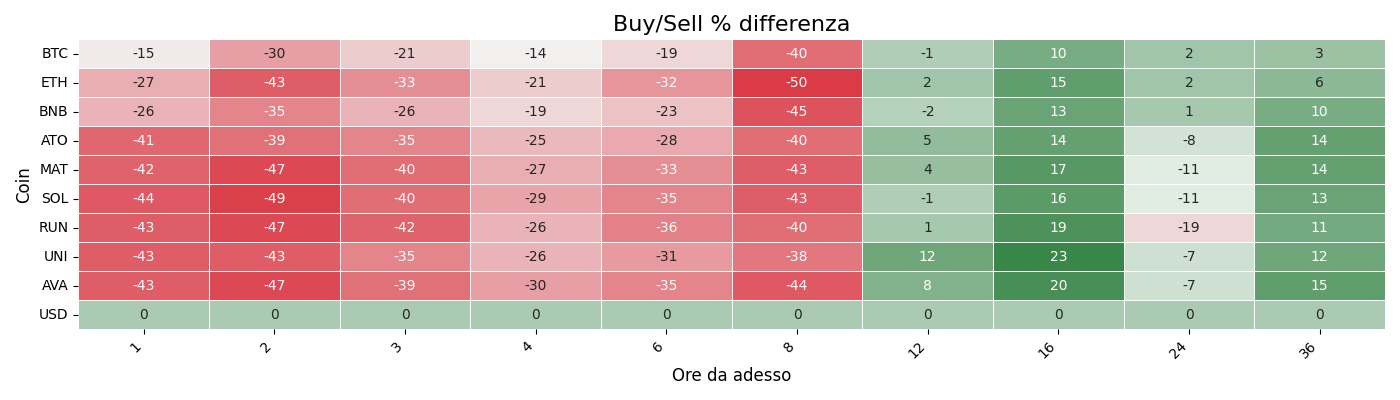 Buy/Sell % differenza
Coin
BTC -15 -30 -21 -14 -19 -40 -1 10 2 3
ETH -27 -43 -33 -21 -32 -50 2 15 2 6
BNB -26 -35 -26 -19 -23 -45 -2 13 1 10
ATO -41 -39 -35 -25 -28 -40 5 14 -8 14
MAT -42 -47 -40 -27 -33 -43 4 17 -11 14
SOL -44 -49 -40 -29 -35 -43 -1 16 -11 13
RUN -43 -47 -42 -26 -36 -40 1 19 -19 11
UNI -43 -43 -35 -26 -31 -38 12 23 -7 12
AVA -43 -47 -39 -30 -35 -44 8 20 -7 15
USD 0 0 0 0 0 0 0 0 0 0
1 2 3 4 6 8 12 16 24 36
Ore da adesso